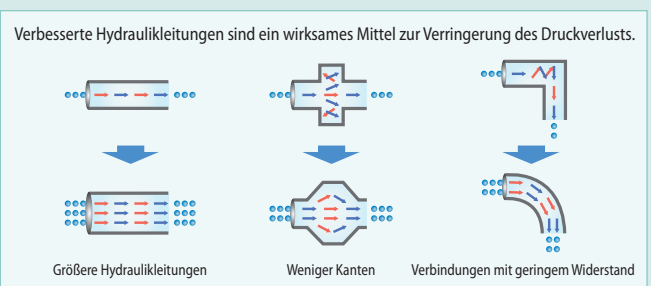 Verbesserte Hydraulikleitungen sind ein wirksames Mittel zur Verringerung des Druckverlusts.
Größere Hydraulikleitungen
Weniger Kanten
Verbindungen mit geringem Widerstand